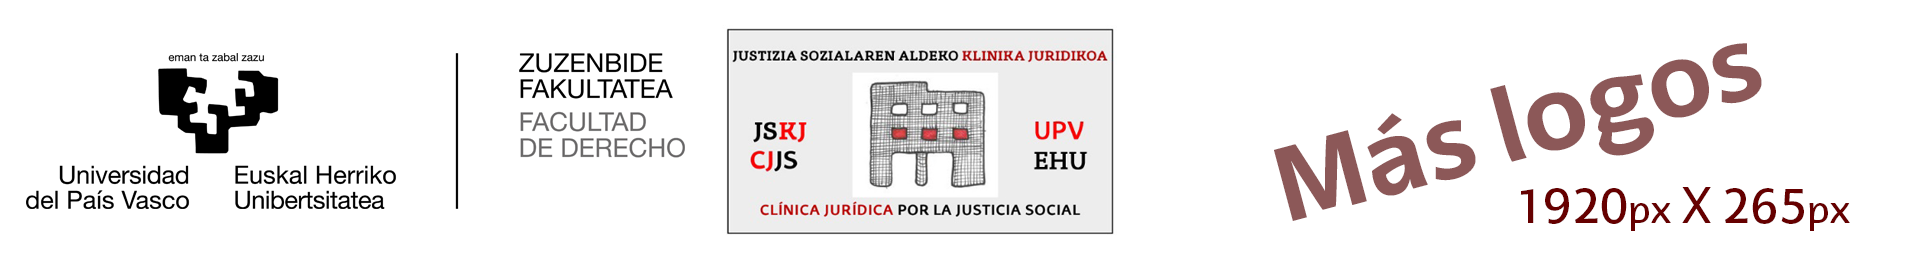 eman ta zabal zazu
Universidad
del País Vasco
Euskal Herriko
Unibertsitatea
ZUZENBIDE
FAKULTATEA
FACULTAD
DE DERECHO
JUSTIZIA SOZIALAREN ALDEKO KLINIKA JURIDIKOA
JSKJ
CJJS
UPV
EHU
CLÍNICA JURÍDICA POR LA JUSTICIA SOCIAL
Más logos
1920px X 265px